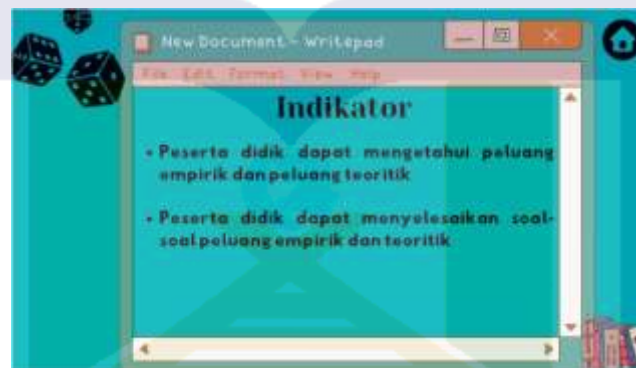 New Document - Writepad
File Edit Format View Help
Indikator
• Peserta didik dapat mengetahui peluang
empirik dan peluang teoritik
• Peserta didik dapat menyelesaikan soal-
soal peluang empirik dan teoritik